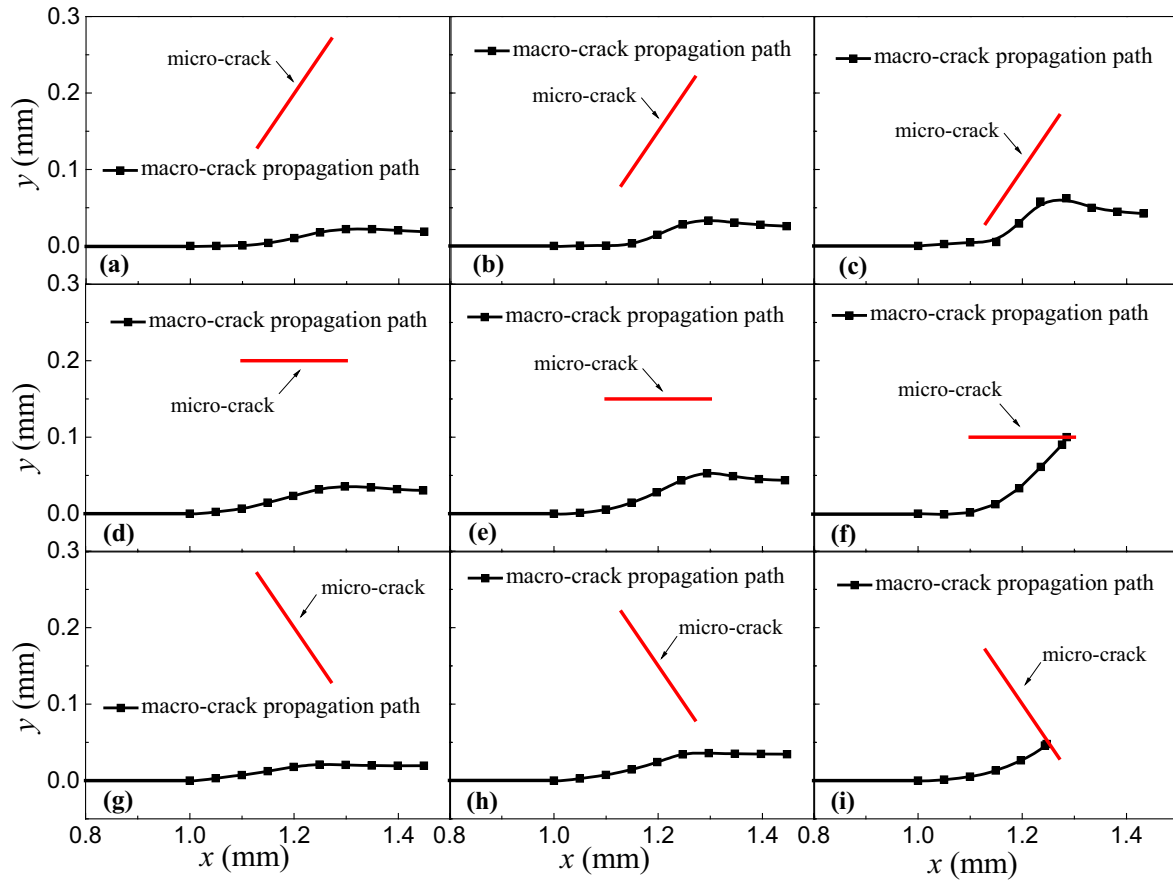 0.3
micro-crack
macro-crack propagation path
0.2
y (mm)
0.1
0.0
(a)
macro-crack propagation path
micro-crack
(b)
macro-crack propagation path
micro-crack
(c)
0.3
macro-crack propagation path
0.2
micro-crack
y (mm)
0.1
0.0
(d)
macro-crack propagation path
micro-crack
(e)
macro-crack propagation path
micro-crack
(f)
0.3
micro-crack
0.2
y (mm)
macro-crack propagation path
0.1
0.0
(g)
macro-crack propagation path
micro-crack
(h)
macro-crack propagation path
micro-crack
(i)
0.8 1.0 1.2 1.4 0.8 1.0 1.2 1.4 0.8 1.0 1.2 1.4
x (mm) x (mm) x (mm)